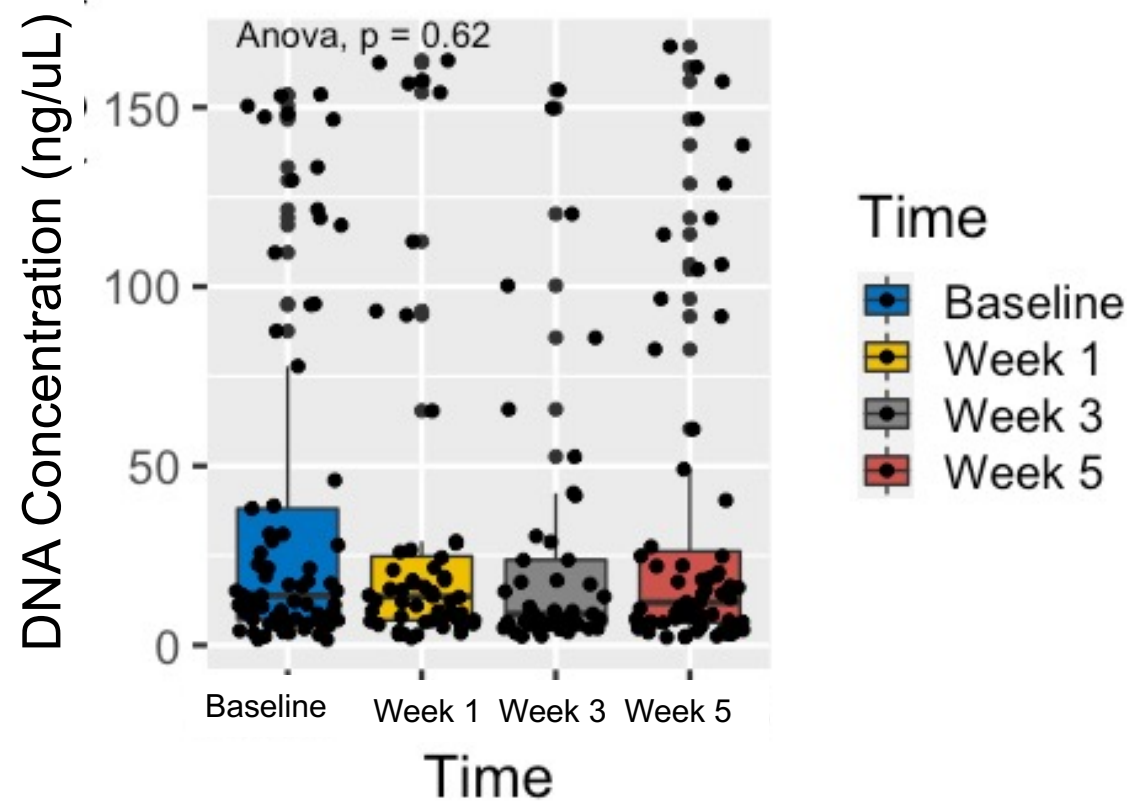 DNA Concentration (ng/uL)
Anova, p = 0.62
150
100
50
0
Baseline
Week 1
Week 3
Week 5
Time
Time
Baseline
Week 1
Week 3
Week 5